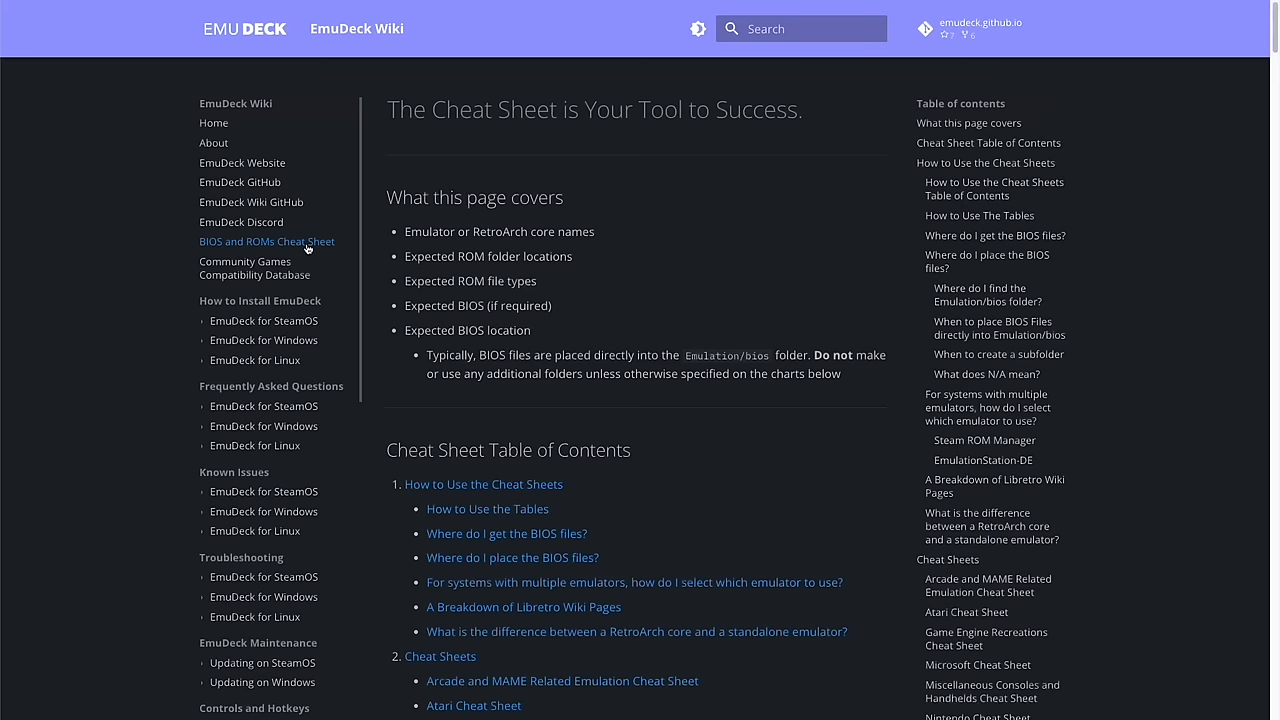 EMU DECK
EmuDeck Wiki
Search
emudeck.github.io
7 6
EmuDeck Wiki
Home
About
EmuDeck Website
EmuDeck GitHub
EmuDeck Wiki GitHub
EmuDeck Discord
BIOS and ROMs Cheat Sheet
Community Games
Compatibility Database
How to Install EmuDeck
EmuDeck for SteamOS
EmuDeck for Windows
EmuDeck for Linux
Frequently Asked Questions
EmuDeck for SteamOS
EmuDeck for Windows
EmuDeck for Linux
Known Issues
EmuDeck for SteamOS
EmuDeck for Windows
EmuDeck for Linux
Troubleshooting
EmuDeck for SteamOS
EmuDeck for Windows
EmuDeck for Linux
EmuDeck Maintenance
Updating on SteamOS
Updating on Windows
Controls and Hotkeys
The Cheat Sheet is Your Tool to Success.
What this page covers
Emulator or RetroArch core names
Expected ROM folder locations
Expected ROM file types
Expected BIOS (if required)
Expected BIOS location
Typically, BIOS files are placed directly into the Emulation/bios folder. Do not make
or use any additional folders unless otherwise specified on the charts below
Cheat Sheet Table of Contents
1. How to Use the Cheat Sheets
How to Use the Tables
Where do I get the BIOS files?
Where do I place the BIOS files?
For systems with multiple emulators, how do I select which emulator to use?
A Breakdown of Libretro Wiki Pages
What is the difference between a RetroArch core and a standalone emulator?
2. Cheat Sheets
Arcade and MAME Related Emulation Cheat Sheet
Atari Cheat Sheet
Table of contents
What this page covers
Cheat Sheet Table of Contents
How to Use the Cheat Sheets
How to Use the Cheat Sheets
Table of Contents
How to Use The Tables
Where do I get the BIOS files?
Where do I place the BIOS
files?
Where do I find the
Emulation/bios folder?
When to place BIOS Files
directly into Emulation/bios
When to create a subfolder
What does N/A mean?
For systems with multiple
emulators, how do I select
which emulator to use?
Steam ROM Manager
EmulationStation-DE
A Breakdown of Libretro Wiki
Pages
What is the difference
between a RetroArch core
and a standalone emulator?
Cheat Sheets
Arcade and MAME Related
Emulation Cheat Sheet
Atari Cheat Sheet
Game Engine Recreations
Cheat Sheet
Microsoft Cheat Sheet
Miscellaneous Consoles and
Handhelds Cheat Sheet
Nintendo Cheat Sheet